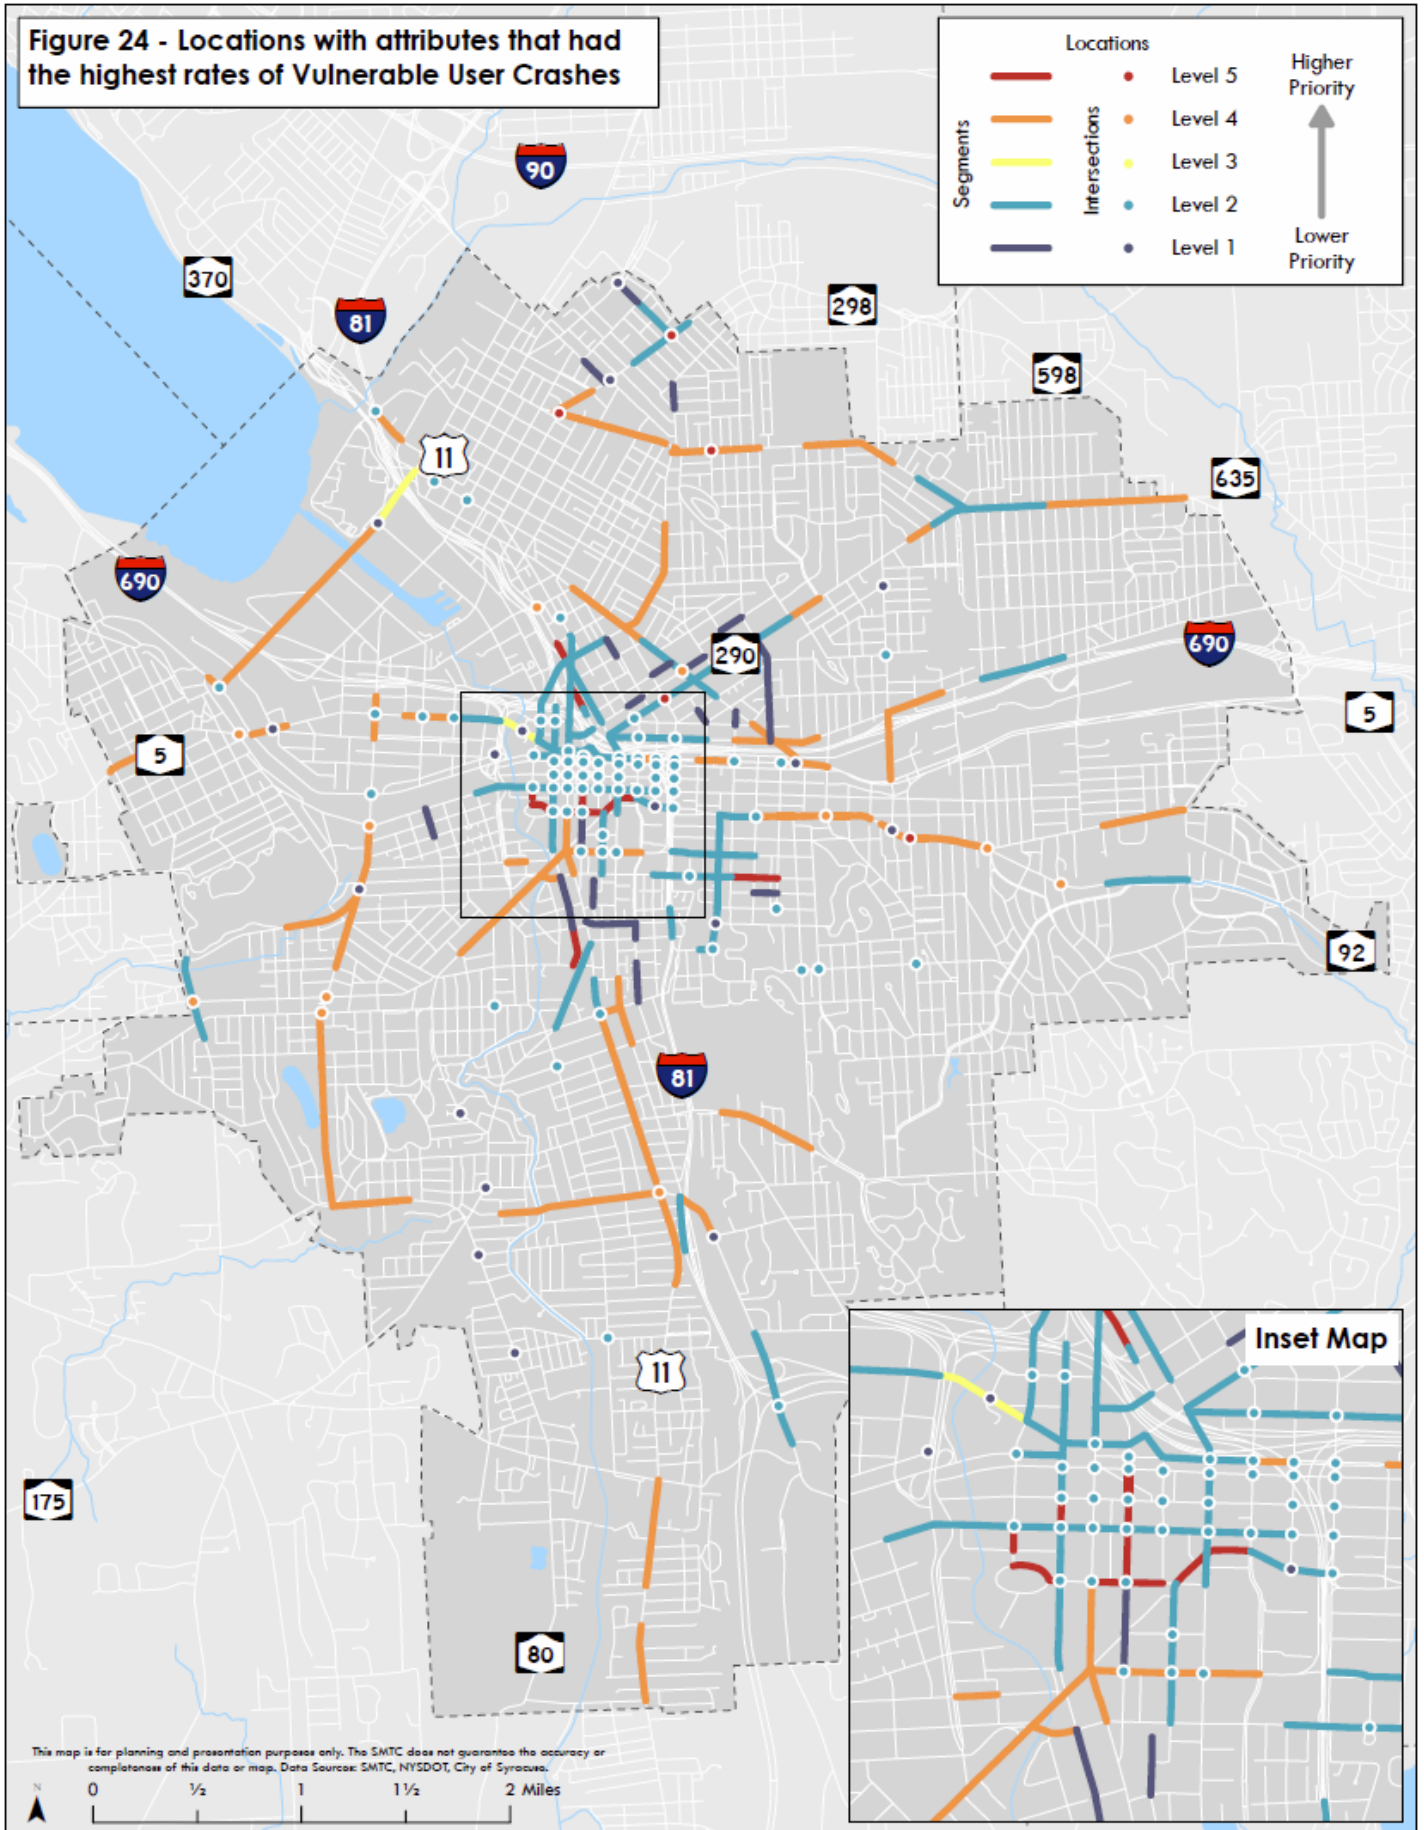 Figure 24 - Locations with attributes that had
the highest rates of Vulnerable User Crashes
Locations
Segments
Intersections
Level 5
Level 4
Level 3
Level 2
Level 1
Higher
Priority
Lower
Priority
90
370
81
298
598
11
635
690
290
690
5
5
92
81
11
175
80
Inset Map
This map is for planning and presentation purposes only. The SMTC does not guarantee the accuracy or
completeness of this data or map. Data Sources: SMTC, NYSDOT, City of Syracuse.
N
0 ½ 1 1½ 2 Miles